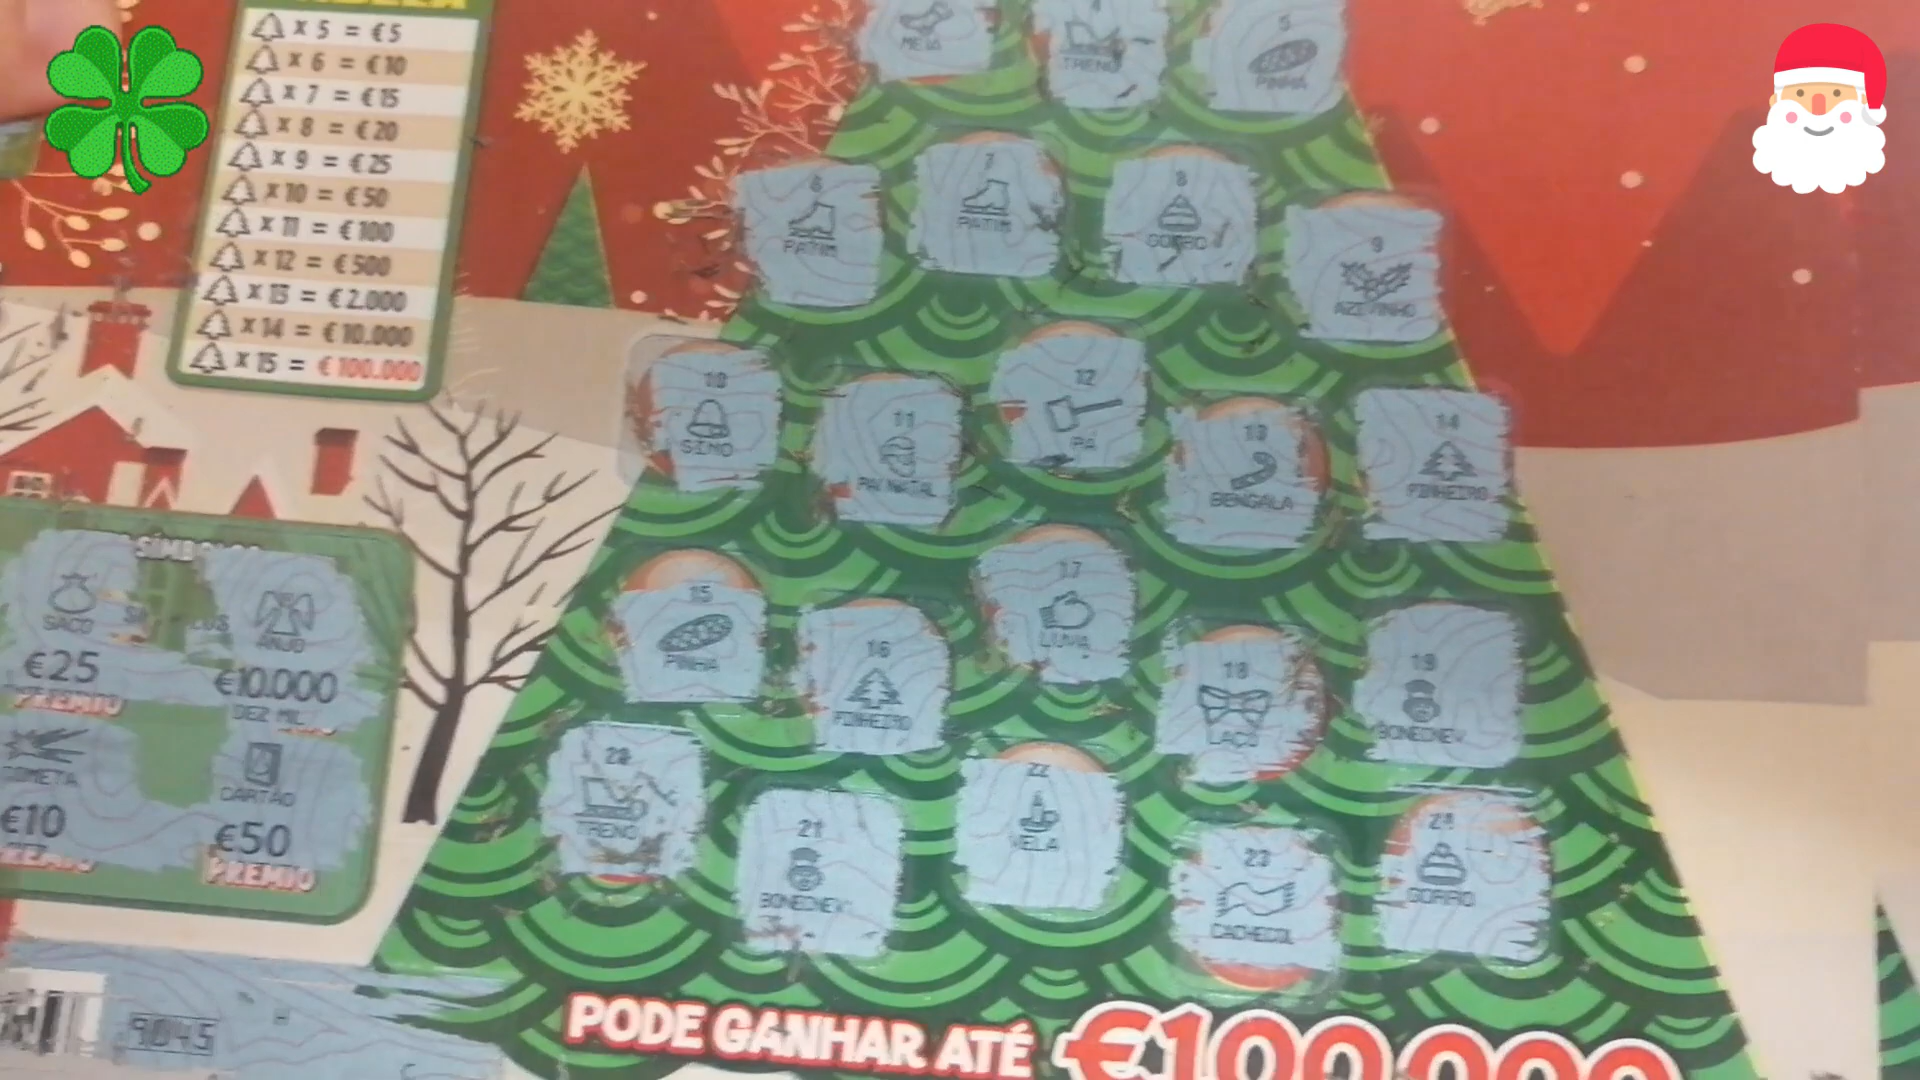 x 5 = €5
x 6 = €10
x 7 = €15
x 8 = €20
x 9 = €25
x 10 = €50
x 11 = €100
x 12 = €500
x 13 = €2.000
x 14 = €10.000
x 15 = €100.000
MEIA
4
TRENÓ
5
PINHA
6
PATIM
7
PATIM
8
GORRO
9
AZEVINHO
10
SINO
11
PAI NATAL
12
PÁ
13
BENGALA
14
PINHEIRO
15
PINHA
16
PINHEIRO
17
LUVA
18
LAÇO
19
BONECNEV
20
TRENÓ
21
BONECNEV
22
VELA
23
CACHECOL
24
GORRO
SACO
€25
PRÉMIO
ANJO
€10.000
DEZ MIL
COMETA
€10
CARTÃO
€50
PRÉMIO
9045
PODE GANHAR ATÉ €100.000